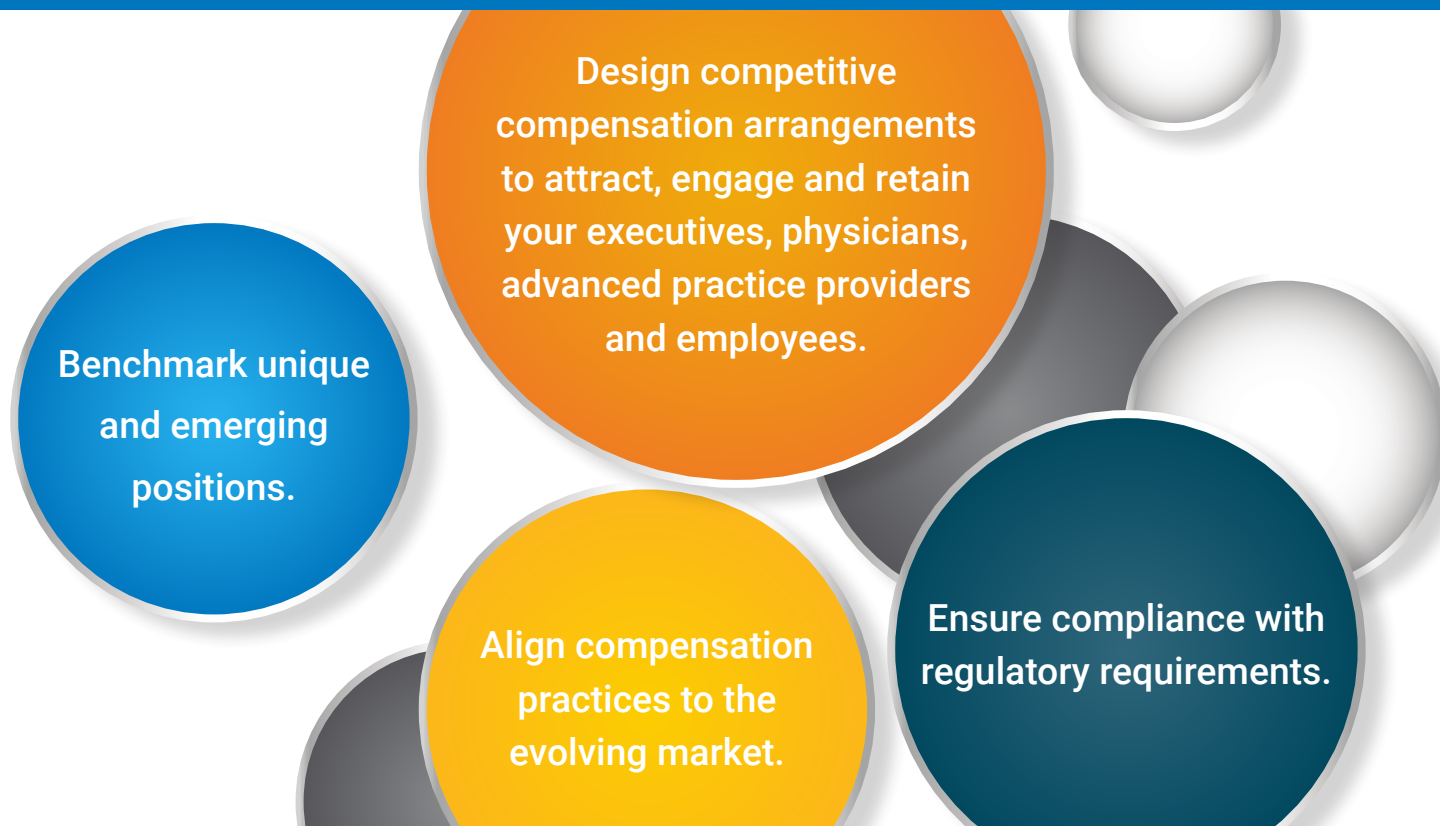 Design competitive
compensation arrangements
to attract, engage and retain
your executives, physicians,
advanced practice providers
and employees.
Benchmark unique
and emerging
positions.
Align compensation
practices to the
evolving market.
Ensure compliance with
regulatory requirements.